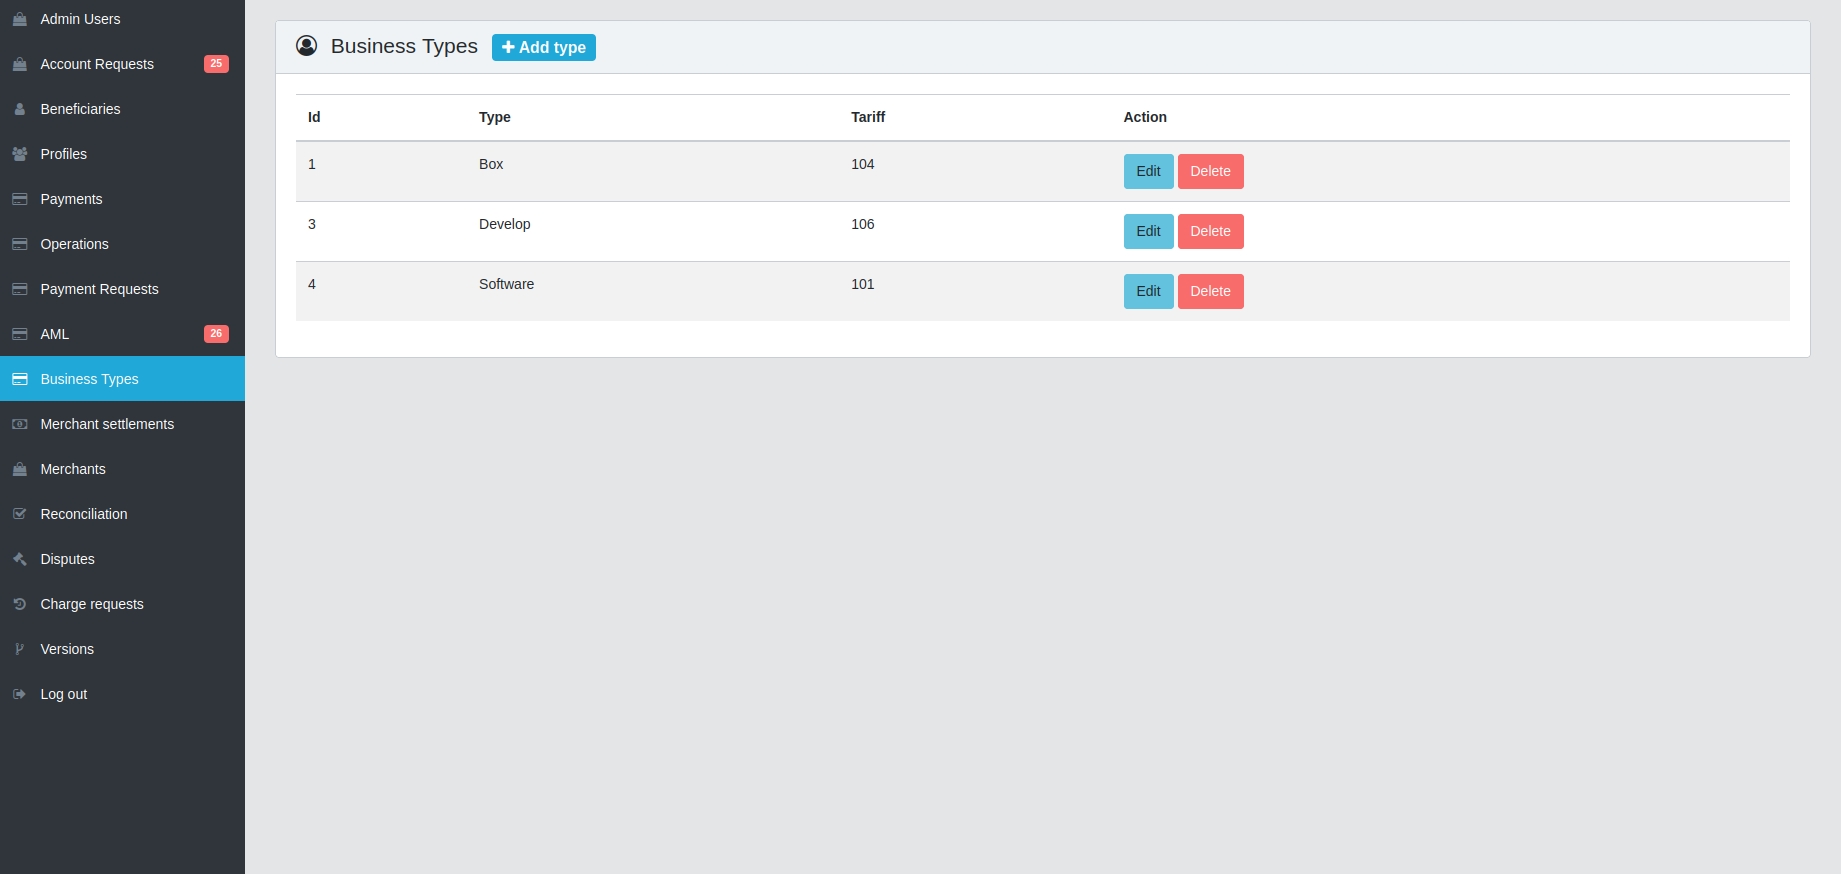 Admin Users
Account Requests 25
Beneficiaries
Profiles
Payments
Operations
Payment Requests
AML 26
Business Types
Merchant settlements
Merchants
Reconciliation
Disputes
Charge requests
Versions
Log out
Business Types Add type
Id Type Tariff Action
1 Box 104 Edit Delete
3 Develop 106 Edit Delete
4 Software 101 Edit Delete